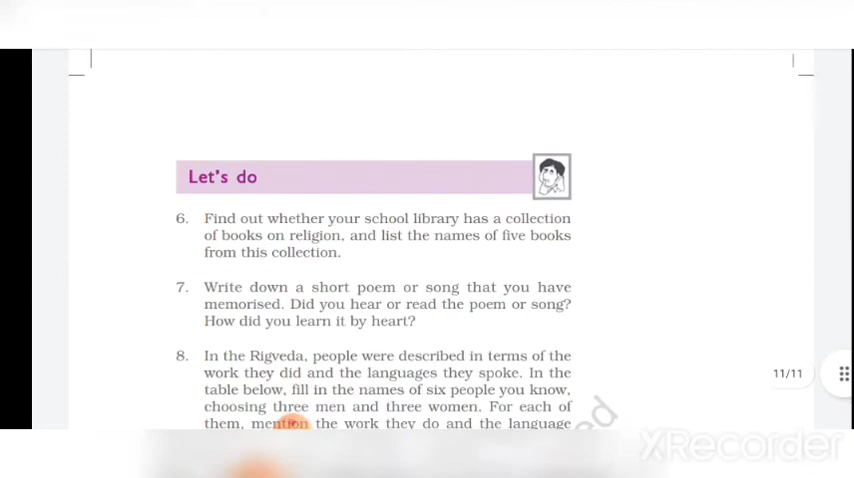 Let's do
6. Find out whether your school library has a collection
of books on religion, and list the names of five books
from this collection.
7. Write down a short poem or song that you have
memorised. Did you hear or read the poem or song?
How did you learn it by heart?
8. In the Rigveda, people were described in terms of the
work they did and the languages they spoke. In the
table below, fill in the names of six people you know,
choosing three men and three women. For each of
them, mention the work they do and the language
11/11
ed
XRecorder